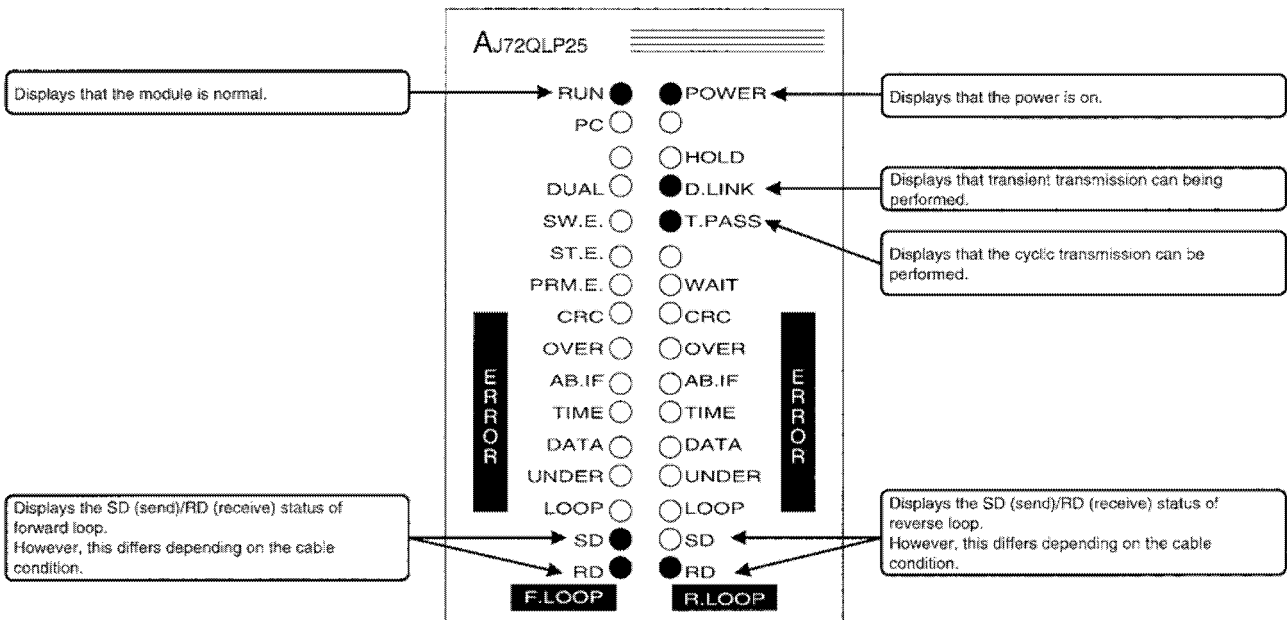 AJ72QLP25
Displays that the module is normal.
RUN POWER
Displays that the power is on.
PC
HOLD
DUAL D.LINK
Displays that transient transmission can being
performed.
SW.E. T.PASS
Displays that the cyclic transmission can be
performed.
ST.E.
PRM.E. WAIT
CRC CRC
OVER OVER
AB.IF AB.IF
TIME TIME
DATA DATA
UNDER UNDER
LOOP LOOP
SD SD
RD RD
ERROR
ERROR
Displays the SD (send)/RD (receive) status of
forward loop.
However, this differs depending on the cable
condition.
Displays the SD (send)/RD (receive) status of
reverse loop.
However, this differs depending on the cable
condition.
F.LOOP R.LOOP